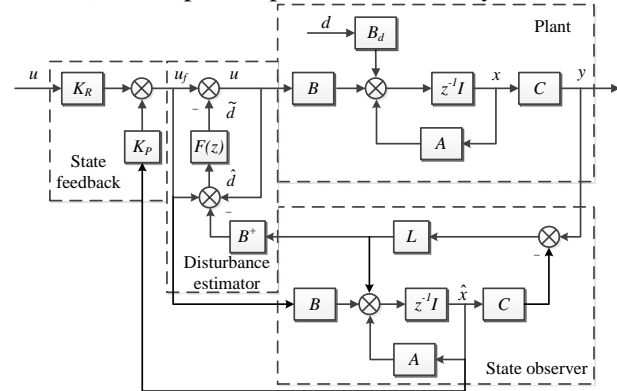 d
B_d
Plant
u
K_R
u_f
u
B
z^{-1}I
x
C
y
–
d̃
K_P
F(z)
A
State
feedback
d̂
–
B^+
L
–
Disturbance
estimator
B
z^{-1}I
x̂
C
A
State observer